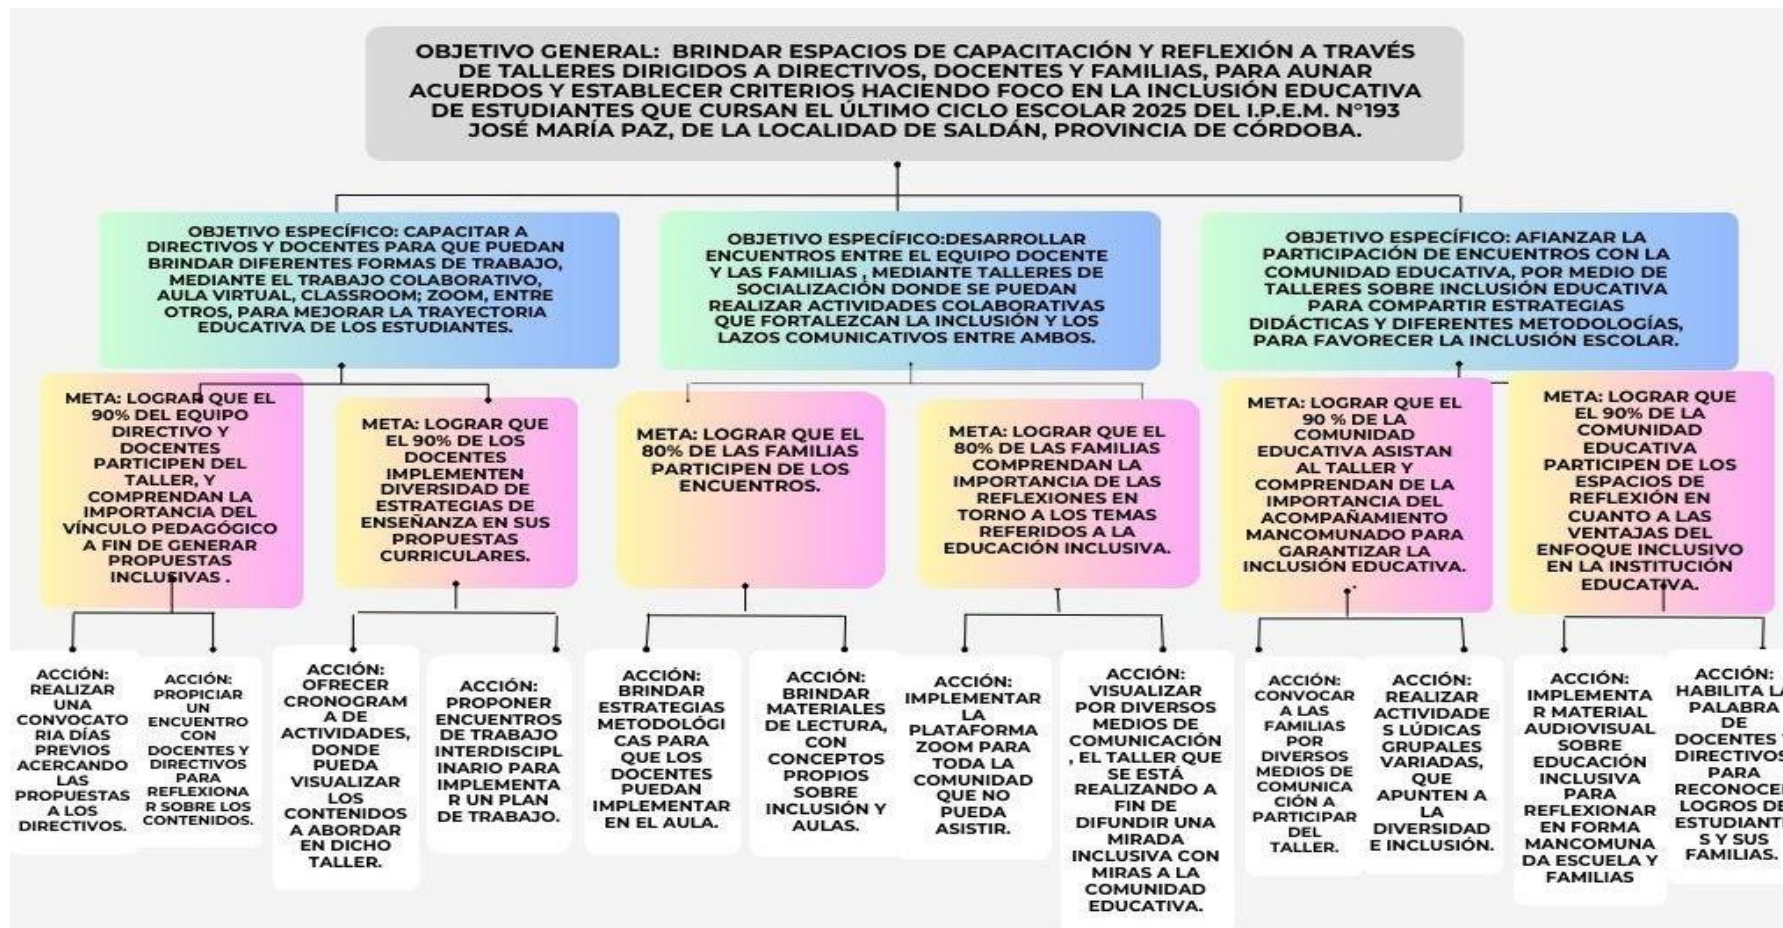 OBJETIVO GENERAL:  BRINDAR ESPACIOS DE CAPACITACIÓN Y REFLEXIÓN A TRAVÉS
DE TALLERES DIRIGIDOS A DIRECTIVOS, DOCENTES Y FAMILIAS, PARA AUNAR
ACUERDOS Y ESTABLECER CRITERIOS HACIENDO FOCO EN LA INCLUSIÓN EDUCATIVA
DE ESTUDIANTES QUE CURSAN EL ÚLTIMO CICLO ESCOLAR 2025 DEL I.P.E.M. N°193
JOSÉ MARÍA PAZ, DE LA LOCALIDAD DE SALDÁN, PROVINCIA DE CÓRDOBA.
OBJETIVO ESPECÍFICO: CAPACITAR A
DIRECTIVOS Y DOCENTES PARA QUE PUEDAN
BRINDAR DIFERENTES FORMAS DE TRABAJO,
MEDIANTE EL TRABAJO COLABORATIVO,
AULA VIRTUAL, CLASSROOM; ZOOM, ENTRE
OTROS, PARA MEJORAR LA TRAYECTORIA
EDUCATIVA DE LOS ESTUDIANTES.
OBJETIVO ESPECÍFICO:DESARROLLAR
ENCUENTROS ENTRE EL EQUIPO DOCENTE
Y LAS FAMILIAS , MEDIANTE TALLERES DE
SOCIALIZACIÓN DONDE SE PUEDAN
REALIZAR ACTIVIDADES COLABORATIVAS
QUE FORTALEZCAN LA INCLUSIÓN Y LOS
LAZOS COMUNICATIVOS ENTRE AMBOS.
OBJETIVO ESPECÍFICO: AFIANZAR LA
PARTICIPACIÓN DE ENCUENTROS CON LA
COMUNIDAD EDUCATIVA, POR MEDIO DE
TALLERES SOBRE INCLUSIÓN EDUCATIVA
PARA COMPARTIR ESTRATEGIAS
DIDÁCTICAS Y DIFERENTES METODOLOGÍAS,
PARA FAVORECER LA INCLUSIÓN ESCOLAR.
META: LOGRAR QUE EL
90% DEL EQUIPO
DIRECTIVO Y
DOCENTES
PARTICIPEN DEL
TALLER, Y
COMPRENDAN LA
IMPORTANCIA DEL
VÍNCULO PEDAGÓGICO
A FIN DE GENERAR
PROPUESTAS
INCLUSIVAS .
META: LOGRAR QUE
EL 90% DE LOS
DOCENTES
IMPLEMENTEN
DIVERSIDAD DE
ESTRATEGIAS DE
ENSEÑANZA EN SUS
PROPUESTAS
CURRICULARES.
META: LOGRAR QUE EL
80% DE LAS FAMILIAS
PARTICIPEN DE LOS
ENCUENTROS.
META: LOGRAR QUE EL
80% DE LAS FAMILIAS
COMPRENDAN LA
IMPORTANCIA DE LAS
REFLEXIONES EN
TORNO A LOS TEMAS
REFERIDOS A LA
EDUCACIÓN INCLUSIVA.
META: LOGRAR QUE EL
90 % DE LA
COMUNIDAD
EDUCATIVA ASISTAN
AL TALLER Y
COMPRENDAN DE LA
IMPORTANCIA DEL
ACOMPAÑAMIENTO
MANCOMUNADO PARA
GARANTIZAR LA
INCLUSIÓN EDUCATIVA.
.
META: LOGRAR QUE
EL 90% DE LA
COMUNIDAD
EDUCATIVA
PARTICIPEN DE LOS
ESPACIOS DE
REFLEXIÓN EN
CUANTO A LAS
VENTAJAS DEL
ENFOQUE INCLUSIVO
EN LA INSTITUCIÓN
EDUCATIVA.
ACCIÓN:
REALIZAR
UNA
CONVOCATO
RIA DÍAS
PREVIOS
ACERCANDO
LAS
PROPUESTAS
A LOS
DIRECTIVOS.
ACCIÓN:
PROPICIAR
UN
ENCUENTRO
CON
DOCENTES Y
DIRECTIVOS
PARA
REFLEXIONA
R SOBRE LOS
CONTENIDOS.
ACCIÓN:
OFRECER
CRONOGRAM
A DE
ACTIVIDADES,
DONDE
PUEDA
VISUALIZAR
LOS
CONTENIDOS
A ABORDAR
EN DICHO
TALLER.
ACCIÓN:
PROPONER
ENCUENTROS
DE TRABAJO
INTERDISCIPL
INARIO PARA
IMPLEMENTA
R UN PLAN
DE TRABAJO.
ACCIÓN:
BRINDAR
ESTRATEGIAS
METODOLÓGI
CAS PARA
QUE LOS
DOCENTES
PUEDAN
IMPLEMENTAR
EN EL AULA.
ACCIÓN:
BRINDAR
MATERIALES
DE LECTURA,
CON
CONCEPTOS
PROPIOS
SOBRE
INCLUSIÓN Y
AULAS.
ACCIÓN:
IMPLEMENTAR
LA
PLATAFORMA
ZOOM PARA
TODA LA
COMUNIDAD
QUE NO
PUEDA
ASISTIR.
ACCIÓN:
VISUALIZAR
POR DIVERSOS
MEDIOS DE
COMUNICACIÓN
, EL TALLER QUE
SE ESTÁ
REALIZANDO A
FIN DE
DIFUNDIR UNA
MIRADA
INCLUSIVA CON
MIRAS A LA
COMUNIDAD
EDUCATIVA.
ACCIÓN:
CONVOCAR
A LAS
FAMILIAS
POR
DIVERSOS
MEDIOS DE
COMUNICA
CIÓN A
PARTICIPAR
DEL
TALLER.
ACCIÓN:
REALIZAR
ACTIVIDADE
S LÚDICAS
GRUPALES
VARIADAS,
QUE
APUNTEN A
LA
DIVERSIDAD
E INCLUSIÓN.
ACCIÓN:
IMPLEMENTA
R MATERIAL
AUDIOVISUAL
SOBRE
EDUCACIÓN
INCLUSIVA
PARA
REFLEXIONAR
EN FORMA
MANCOMUNA
DA ESCUELA Y
FAMILIAS
ACCIÓN:
HABILITA LA
PALABRA
DE
DOCENTES Y
DIRECTIVOS
PARA
RECONOCE
LOGROS DE
ESTUDIANTE
S Y SUS
FAMILIAS.